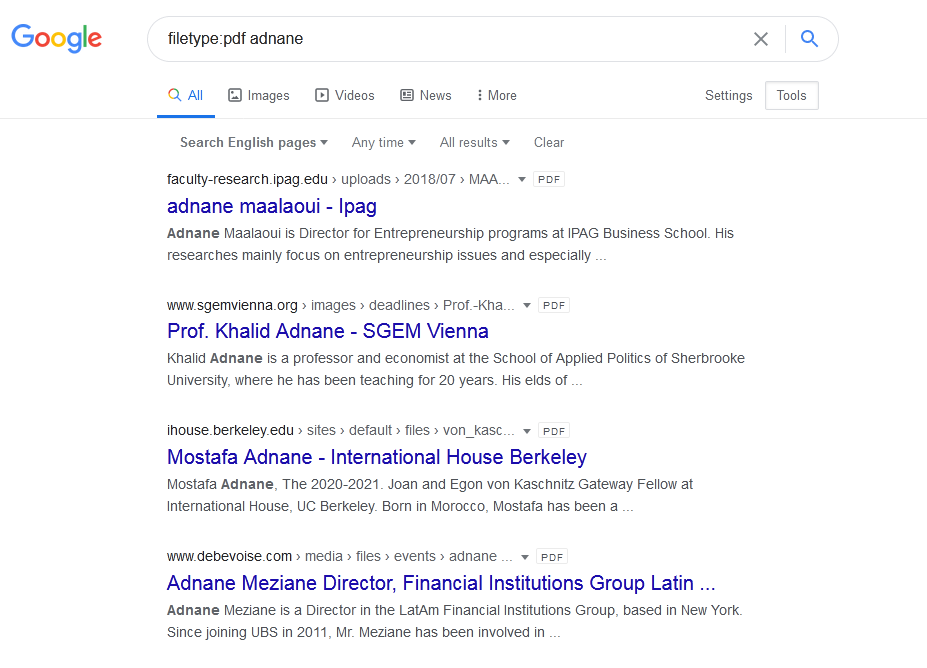 Google
filetype:pdf adnane
All Images Videos News More Settings Tools
Search English pages Any time All results Clear
faculty-research.ipag.edu › uploads › 2018/07 › MAA... PDF
adnane maalaoui - Ipag
Adnane Maalaoui is Director for Entrepreneurship programs at IPAG Business School. His
researches mainly focus on entrepreneurship issues and especially ...
www.sgemvienna.org › images › deadlines › Prof.-Kha... PDF
Prof. Khalid Adnane - SGEM Vienna
Khalid Adnane is a professor and economist at the School of Applied Politics of Sherbrooke
University, where he has been teaching for 20 years. His elds of ...
ihouse.berkeley.edu › sites › default › files › von_kasc... PDF
Mostafa Adnane - International House Berkeley
Mostafa Adnane, The 2020-2021. Joan and Egon von Kaschnitz Gateway Fellow at
International House, UC Berkeley. Born in Morocco, Mostafa has been a ...
www.debevoise.com › media › files › events › adnane ... PDF
Adnane Meziane Director, Financial Institutions Group Latin ...
Adnane Meziane is a Director in the LatAm Financial Institutions Group, based in New York.
Since joining UBS in 2011, Mr. Meziane has been involved in ...